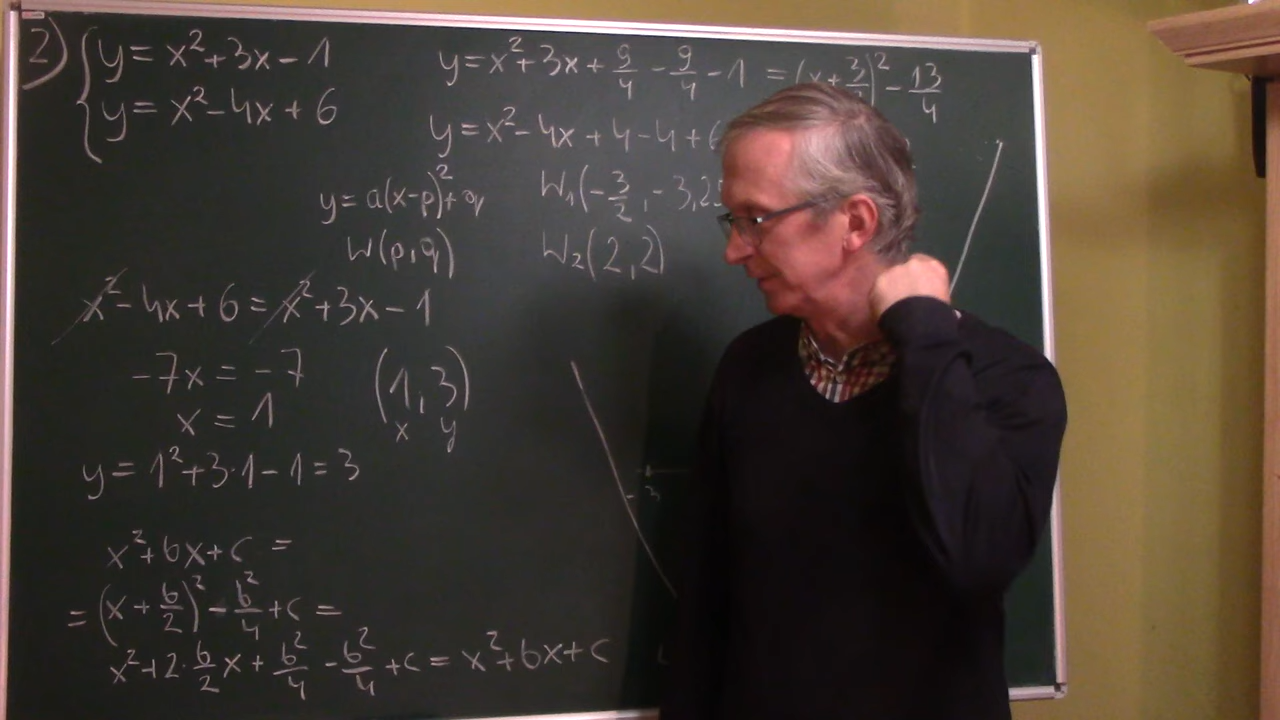 2) { y = x² + 3x - 1
y = x² - 4x + 6
y = x² + 3x + 9/4 - 9/4 - 1 = (x + 3/2)² - 13/4
y = x² - 4x + 4 - 4 + 6
y = a(x-p)² + q
W(p,q)
W₁(-3/2, -3,25
W₂(2,2)
x² - 4x + 6 = x² + 3x - 1
-7x = -7
x = 1
(1,3)
x y
y = 1² + 3·1 - 1 = 3
-3
x² + bx + c =
= (x + b/2)² - b²/4 + c =
x² + 2·b/2 x + b²/4 - b²/4 + c = x² + bx + c